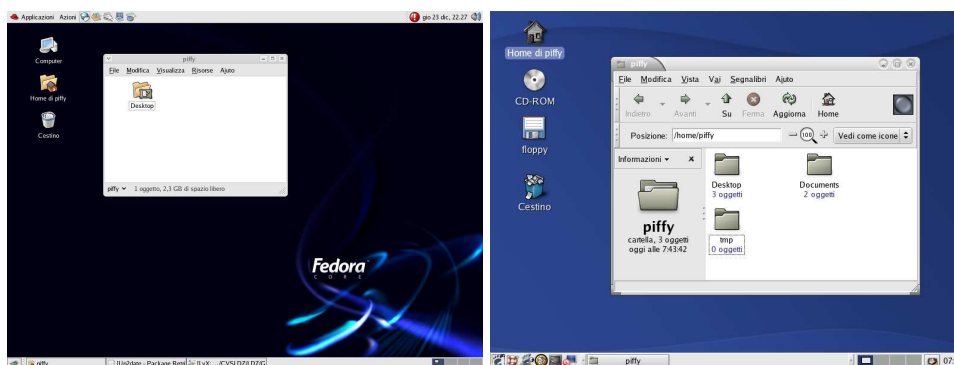 Applicazioni Azioni
gio 23 dic, 22.27
Computer
Home di piffy
Cestino
piffy
File Modifica Visualizza Risorse Aiuto
Desktop
piffy 1 oggetto, 2,3 GB di spazio libero
Fedora
CORE
piffy
Home di piffy
CD-ROM
floppy
Cestino
piffy
File Modifica Vista Vai Segnalibri Aiuto
Indietro Avanti Su Ferma Aggiorna Home
Posizione: /home/piffy 100 Vedi come icone
Informazioni x
piffy
cartella, 3 oggetti
oggi alle 7:43:42
Desktop
3 oggetti
Documents
2 oggetti
tmp
0 oggetti
piffy
07: